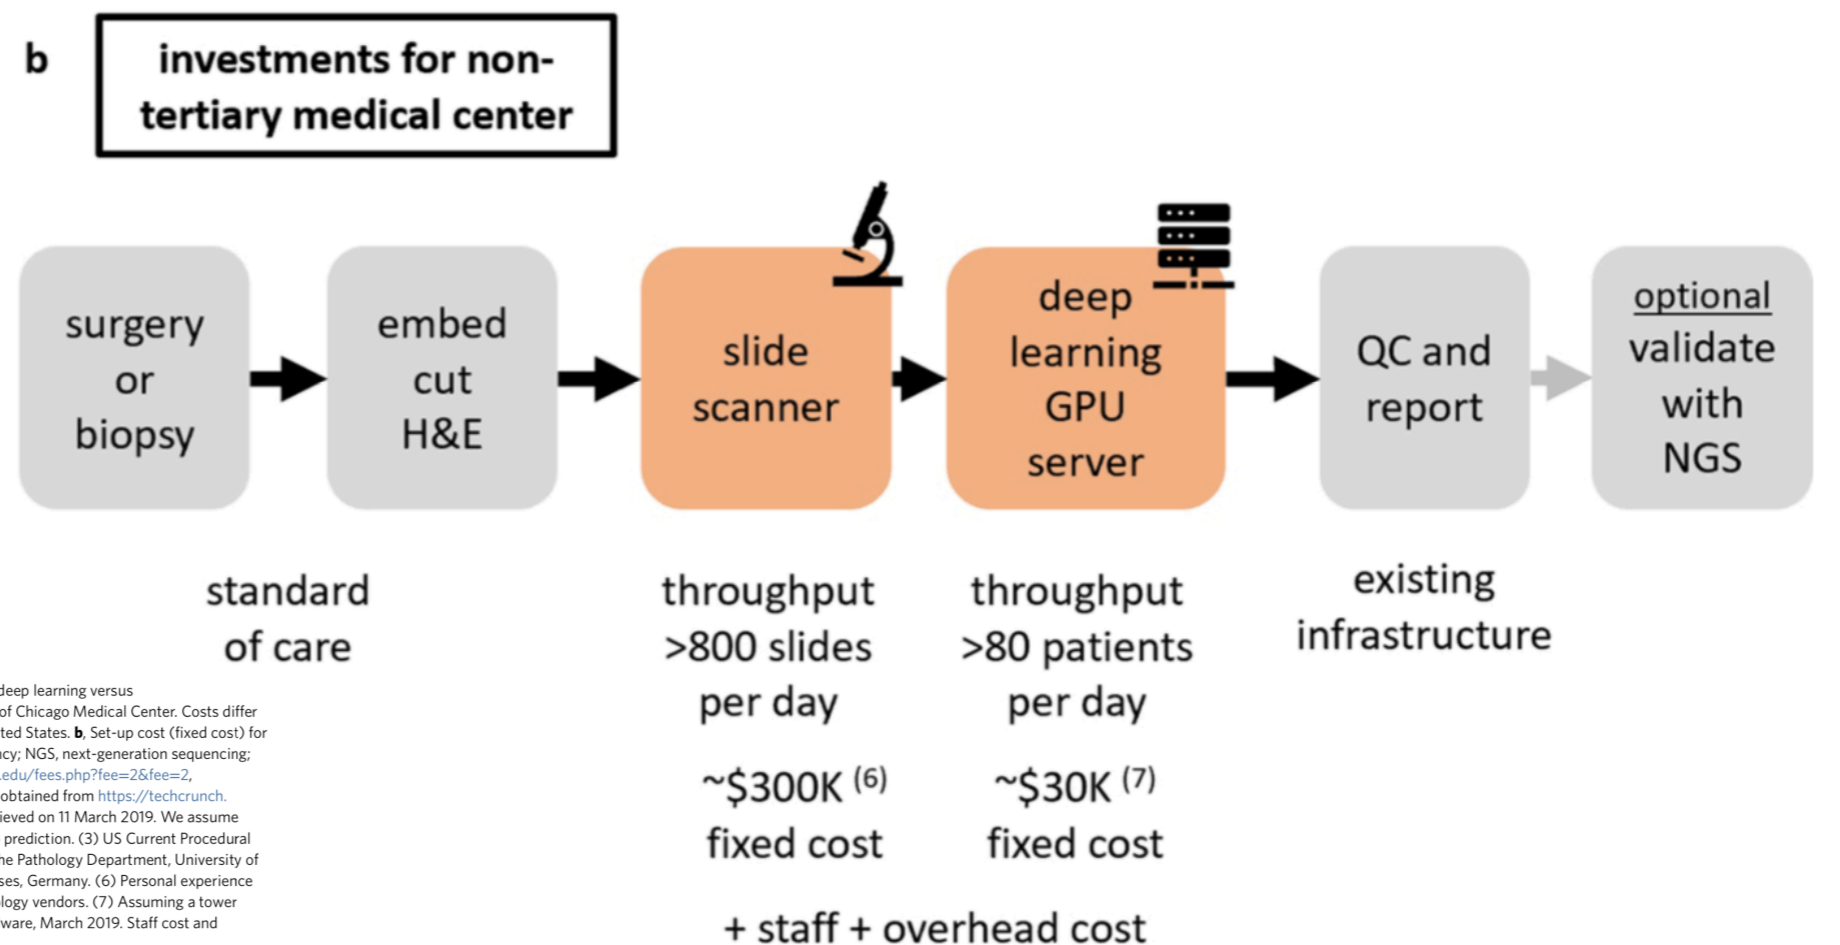 b
investments for non-
tertiary medical center
surgery
or
biopsy
embed
cut
H&E
slide
scanner
deep
learning
GPU
server
QC and
report
optional
validate
with
NGS
standard
of care
throughput
>800 slides
per day
~$300K (6)
fixed cost
throughput
>80 patients
per day
~$30K (7)
fixed cost
existing
infrastructure
+ staff + overhead cost
deep learning versus
of Chicago Medical Center. Costs differ
ted States. b, Set-up cost (fixed cost) for
ncy; NGS, next-generation sequencing;
.edu/fees.php?fee=2&fee=2,
obtained from https://techcrunch.
ieved on 11 March 2019. We assume
prediction. (3) US Current Procedural
he Pathology Department, University of
ses, Germany. (6) Personal experience
logy vendors. (7) Assuming a tower
ware, March 2019. Staff cost and